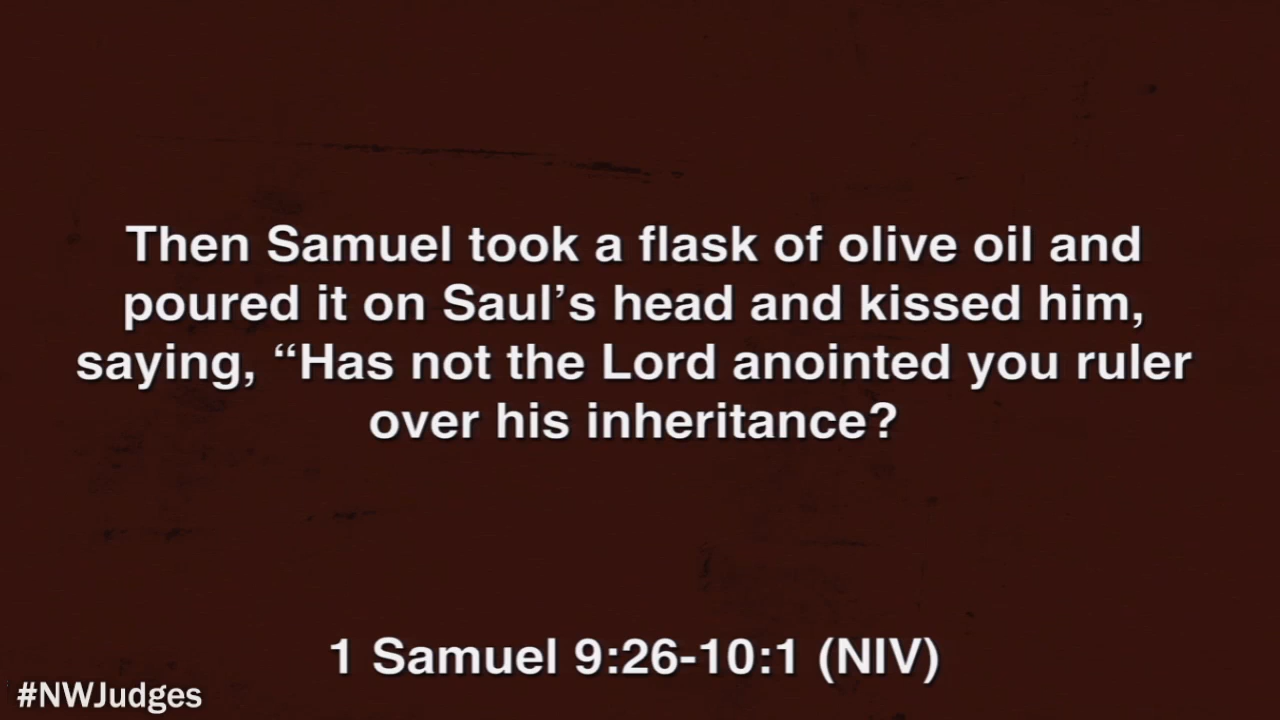 Then Samuel took a flask of olive oil and
poured it on Saul’s head and kissed him,
saying, “Has not the Lord anointed you ruler
over his inheritance?
1 Samuel 9:26-10:1 (NIV)
#NWJudges